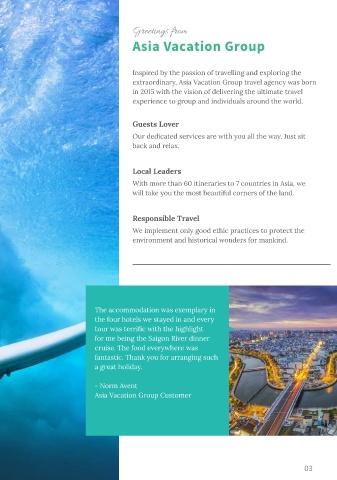 Greetings from
Asia Vacation Group
Inspired by the passion of travelling and exploring the
extraordinary, Asia Vacation Group travel agency was born
in 2015 with the vision of delivering the ultimate travel
experience to group and individuals around the world.
Guests Lover
Our dedicated services are with you all the way. Just sit
back and relax.
Local Leaders
With more than 60 itineraries to 7 countries in Asia, we
will take you the most beautiful corners of the land.
Responsible Travel
We implement only good ethic practices to protect the
environment and historical wonders for mankind.
The accommodation was exemplary in
the four hotels we stayed in and every
tour was terrific with the highlight
for me being the Saigon River dinner
cruise. The food everywhere was
fantastic. Thank you for arranging such
a great holiday.
- Norm Avent
Asia Vacation Group Customer
03